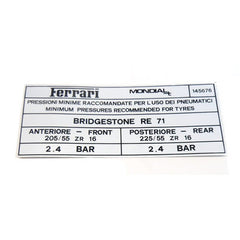 Ferrari MONDIAL t 145676
PRESSIONI MINIME RACCOMANDATE PER L'USO DEI PNEUMATICI
MINIMUM PRESSURES RECOMMENDED FOR TYRES
BRIDGESTONE RE 71
ANTERIORE - FRONT POSTERIORE - REAR
205/55 ZR 16 225/55 ZR 16
2.4 BAR 2.4 BAR